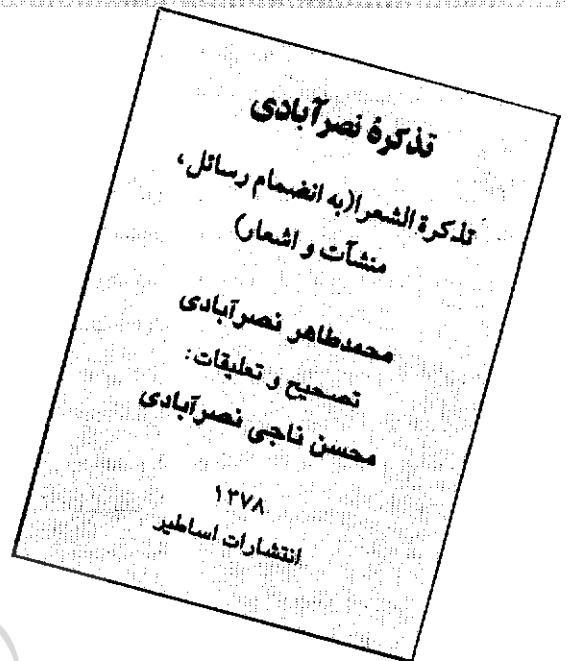 تذکرهٔ نصرآبادی
تذکرة الشعرا(به انضمام رسائل،
منشآت و اشعار)
محمدطاهر نصرآبادی
تصحیح و تعلیقات:
محسن ناجی نصرآبادی
۱۳۷۸
انتشارات اساطیر